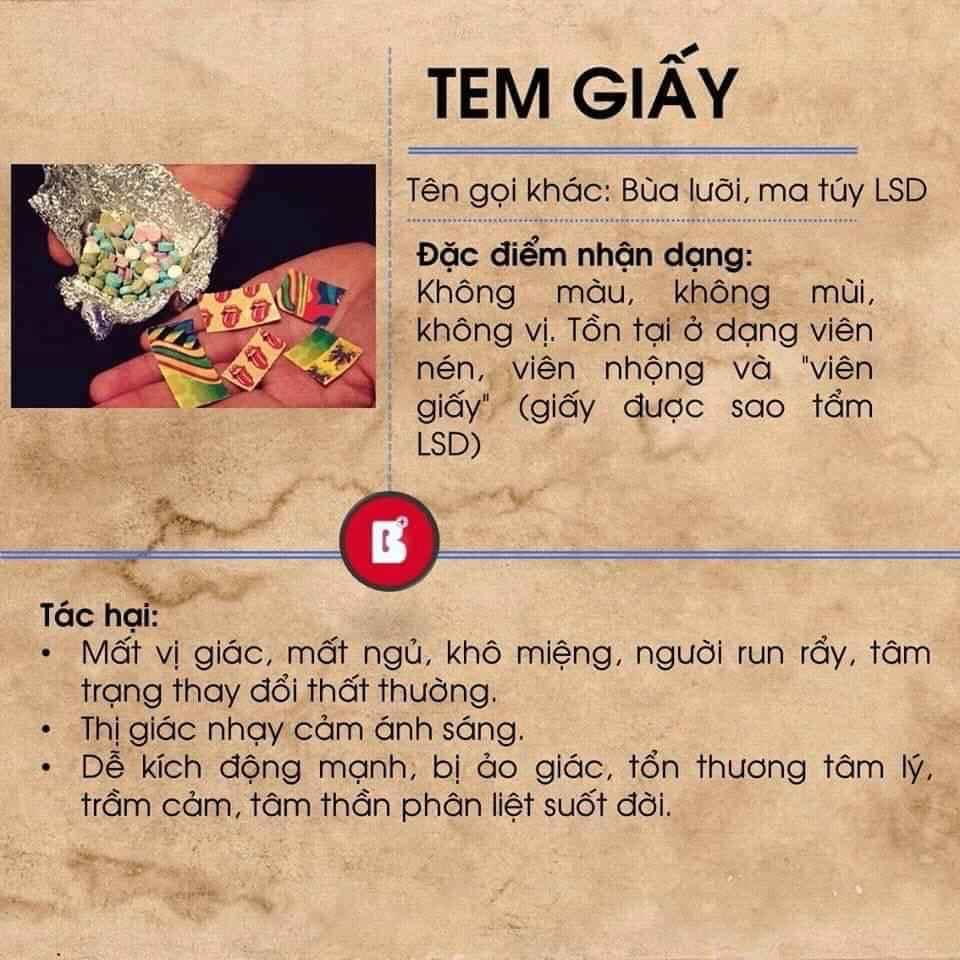 TEM GIẤY
Tên gọi khác: Bùa lưỡi, ma túy LSD
Đặc điểm nhận dạng:
Không màu, không mùi,
không vị. Tồn tại ở dạng viên
nén, viên nhộng và "viên
giấy" (giấy được sao tẩm
LSD)
B
Tác hại:
• Mất vị giác, mất ngủ, khô miệng, người run rẩy, tâm
trạng thay đổi thất thường.
• Thị giác nhạy cảm ánh sáng.
• Dễ kích động mạnh, bị ảo giác, tổn thương tâm lý,
trầm cảm, tâm thần phân liệt suốt đời.